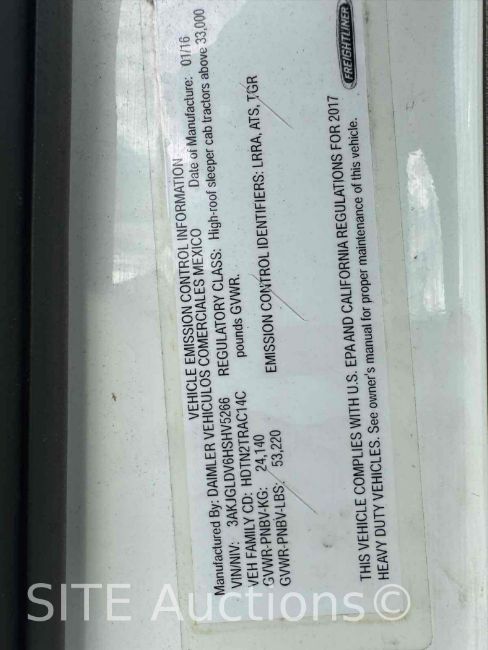 VEHICLE EMISSION CONTROL INFORMATION
Manufactured By: DAIMLER VEHICULOS COMERCIALES MEXICO Date of Manufacture: 01/16
VIN/NIV: 3AKJGLDV6HSHV5266 REGULATORY CLASS: High-roof sleeper cab tractors above 33,000
VEH FAMILY CD: HDTN2TRAC14C pounds GVWR.
GVWR-PNBV-KG: 24,140
GVWR-PNBV-LBS: 53,220 EMISSION CONTROL IDENTIFIERS: LRRA, ATS, TGR
THIS VEHICLE COMPLIES WITH U.S. EPA AND CALIFORNIA REGULATIONS FOR 2017
HEAVY DUTY VEHICLES. See owner's manual for proper maintenance of this vehicle.
FREIGHTLINER
SITE Auctions©